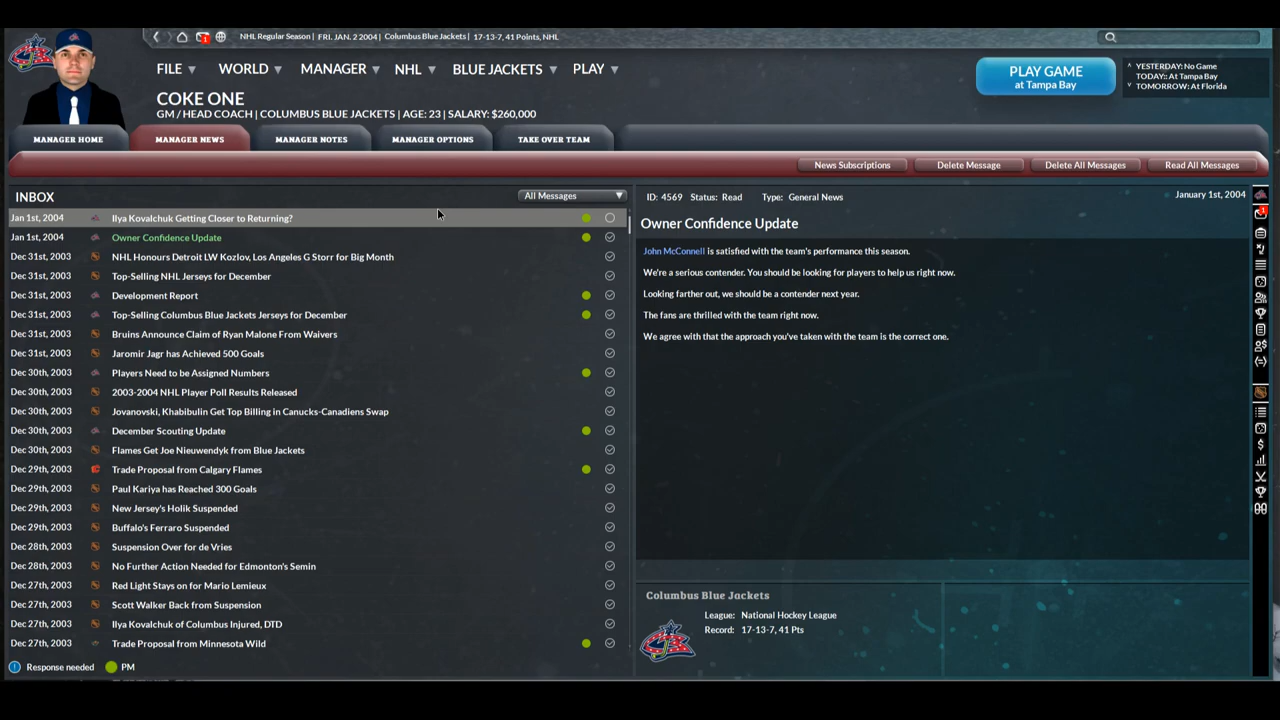 NHL Regular Season | FRI. JAN. 2 2004 | Columbus Blue Jackets | 17-13-7, 41 Points, NHL
FILE WORLD MANAGER NHL BLUE JACKETS PLAY
PLAY GAME
at Tampa Bay
YESTERDAY: No Game
TODAY:: At Tampa Bay
TOMORROW: At Florida
COKE ONE
GM / HEAD COACH | COLUMBUS BLUE JACKETS | AGE: 23 | SALARY: $260,000
MANAGER HOME MANAGER NEWS MANAGER NOTES MANAGER OPTIONS TAKE OVER TEAM
News Subscriptions Delete Message Delete All Messages Read All Messages
INBOX All Messages
Jan 1st, 2004 Ilya Kovalchuk Getting Closer to Returning?
Jan 1st, 2004 Owner Confidence Update
Dec 31st, 2003 NHL Honours Detroit LW Kozlov, Los Angeles G Storr for Big Month
Dec 31st, 2003 Top-Selling NHL Jerseys for December
Dec 31st, 2003 Development Report
Dec 31st, 2003 Top-Selling Columbus Blue Jackets Jerseys for December
Dec 31st, 2003 Bruins Announce Claim of Ryan Malone From Waivers
Dec 31st, 2003 Jaromir Jagr has Achieved 500 Goals
Dec 30th, 2003 Players Need to be Assigned Numbers
Dec 30th, 2003 2003-2004 NHL Player Poll Results Released
Dec 30th, 2003 Jovanovski, Khabibulin Get Top Billing in Canucks-Canadiens Swap
Dec 30th, 2003 December Scouting Update
Dec 30th, 2003 Flames Get Joe Nieuwendyk from Blue Jackets
Dec 29th, 2003 Trade Proposal from Calgary Flames
Dec 29th, 2003 Paul Kariya has Reached 300 Goals
Dec 29th, 2003 New Jersey's Holik Suspended
Dec 29th, 2003 Buffalo's Ferraro Suspended
Dec 28th, 2003 Suspension Over for de Vries
Dec 28th, 2003 No Further Action Needed for Edmonton's Semin
Dec 27th, 2003 Red Light Stays on for Mario Lemieux
Dec 27th, 2003 Scott Walker Back from Suspension
Dec 27th, 2003 Ilya Kovalchuk of Columbus Injured, DTD
Dec 27th, 2003 Trade Proposal from Minnesota Wild
Response needed PM
ID: 4569 Status: Read Type: General News January 1st, 2004
Owner Confidence Update
John McConnell is satisfied with the team's performance this season.
We're a serious contender. You should be looking for players to help us right now.
Looking farther out, we should be a contender next year.
The fans are thrilled with the team right now.
We agree with that the approach you've taken with the team is the correct one.
Columbus Blue Jackets
League: National Hockey League
Record: 17-13-7, 41 Pts